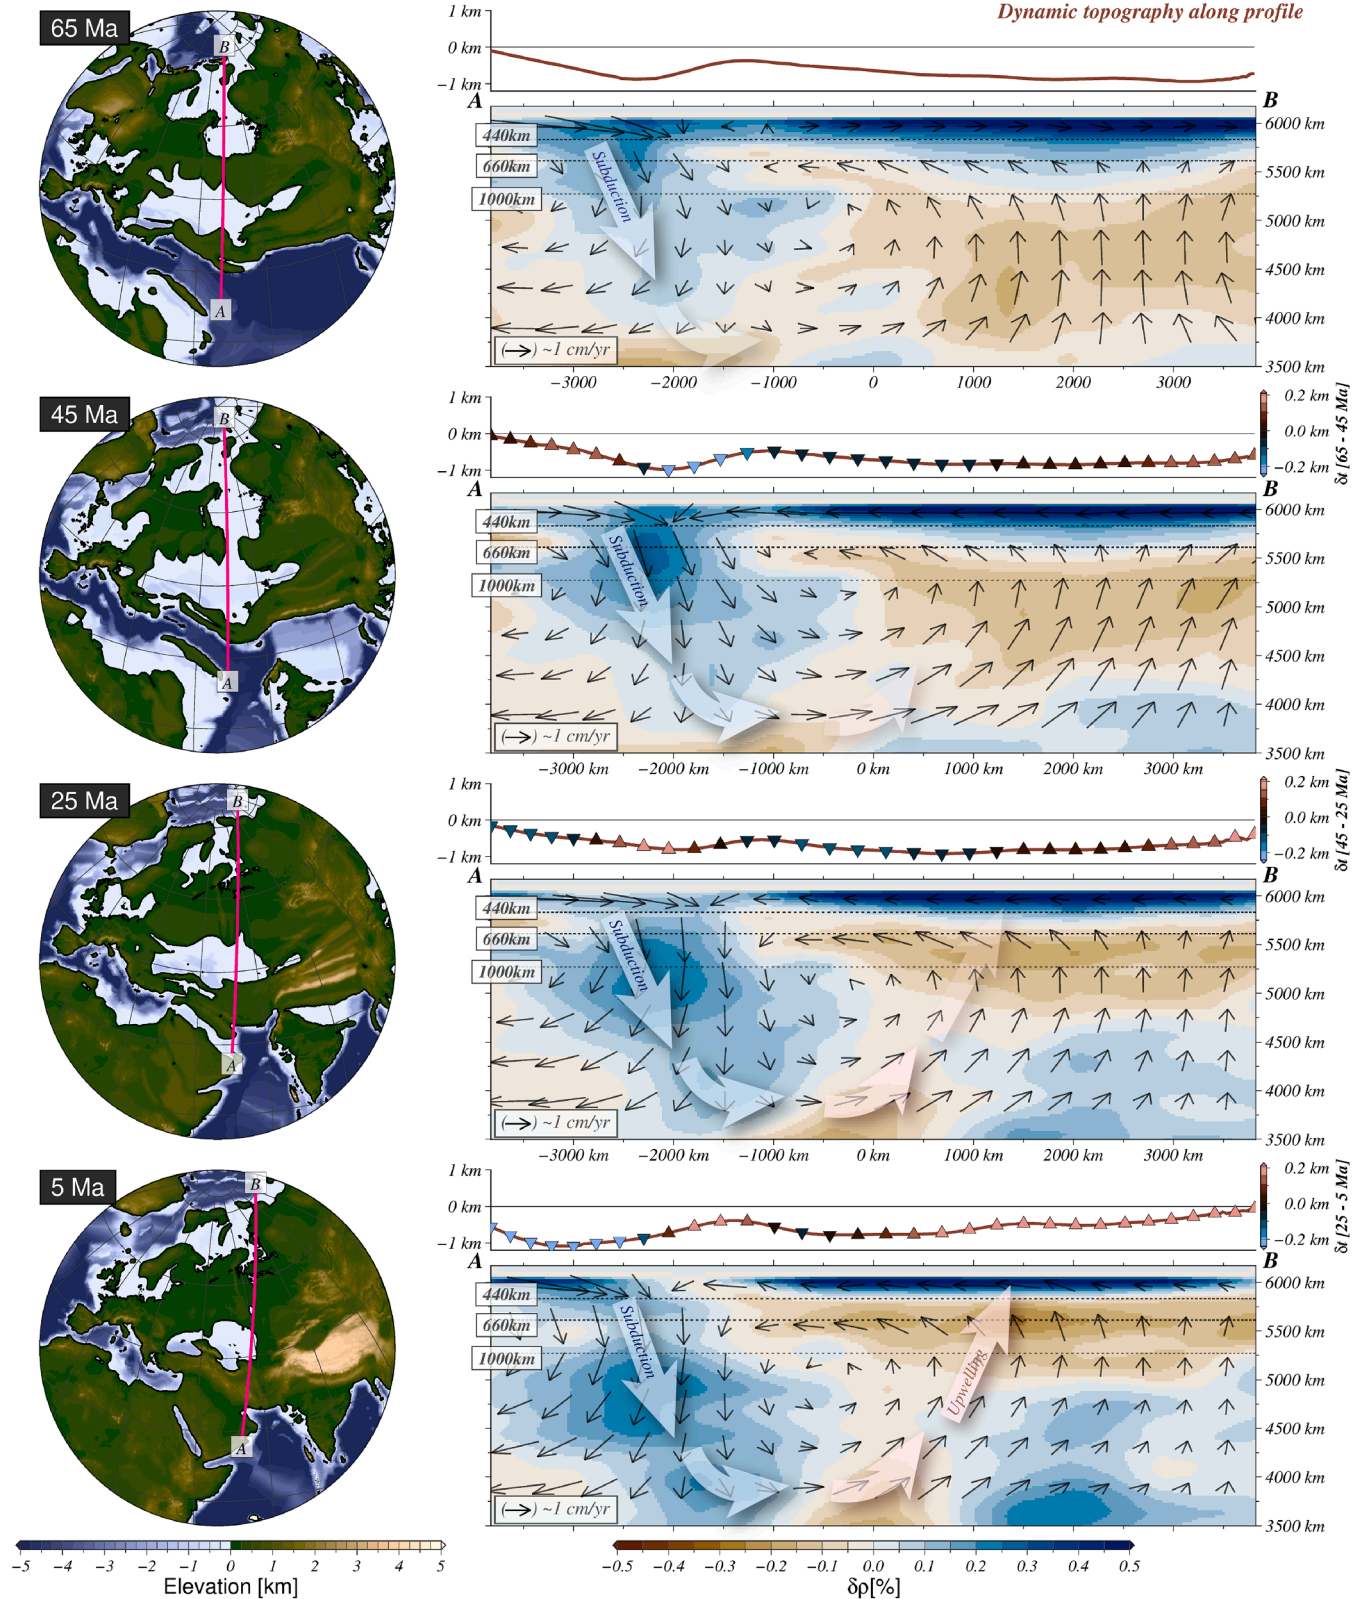 65 Ma
B
A
Dynamic topography along profile
1 km
0 km
−1 km
A
B
440km
660km
1000km
Subduction
(→) ~1 cm/yr
6000 km
5500 km
5000 km
4500 km
4000 km
3500 km
−3000 −2000 −1000 0 1000 2000 3000
45 Ma
B
A
1 km
0 km
−1 km
0.2 km
0.0 km
−0.2 km
δt [65 - 45 Ma]
A
B
440km
660km
1000km
Subduction
(→) ~1 cm/yr
6000 km
5500 km
5000 km
4500 km
4000 km
3500 km
−3000 km −2000 km −1000 km 0 km 1000 km 2000 km 3000 km
25 Ma
B
A
1 km
0 km
−1 km
0.2 km
0.0 km
−0.2 km
δt [45 - 25 Ma]
A
B
440km
660km
1000km
Subduction
(→) ~1 cm/yr
6000 km
5500 km
5000 km
4500 km
4000 km
3500 km
−3000 km −2000 km −1000 km 0 km 1000 km 2000 km 3000 km
5 Ma
B
A
1 km
0 km
−1 km
0.2 km
0.0 km
−0.2 km
δt [25 - 5 Ma]
A
B
440km
660km
1000km
Subduction
Upwelling
(→) ~1 cm/yr
6000 km
5500 km
5000 km
4500 km
4000 km
3500 km
−5 −4 −3 −2 −1 0 1 2 3 4 5
Elevation [km]
−0.5 −0.4 −0.3 −0.2 −0.1 0.0 0.1 0.2 0.3 0.4 0.5
δρ[%]